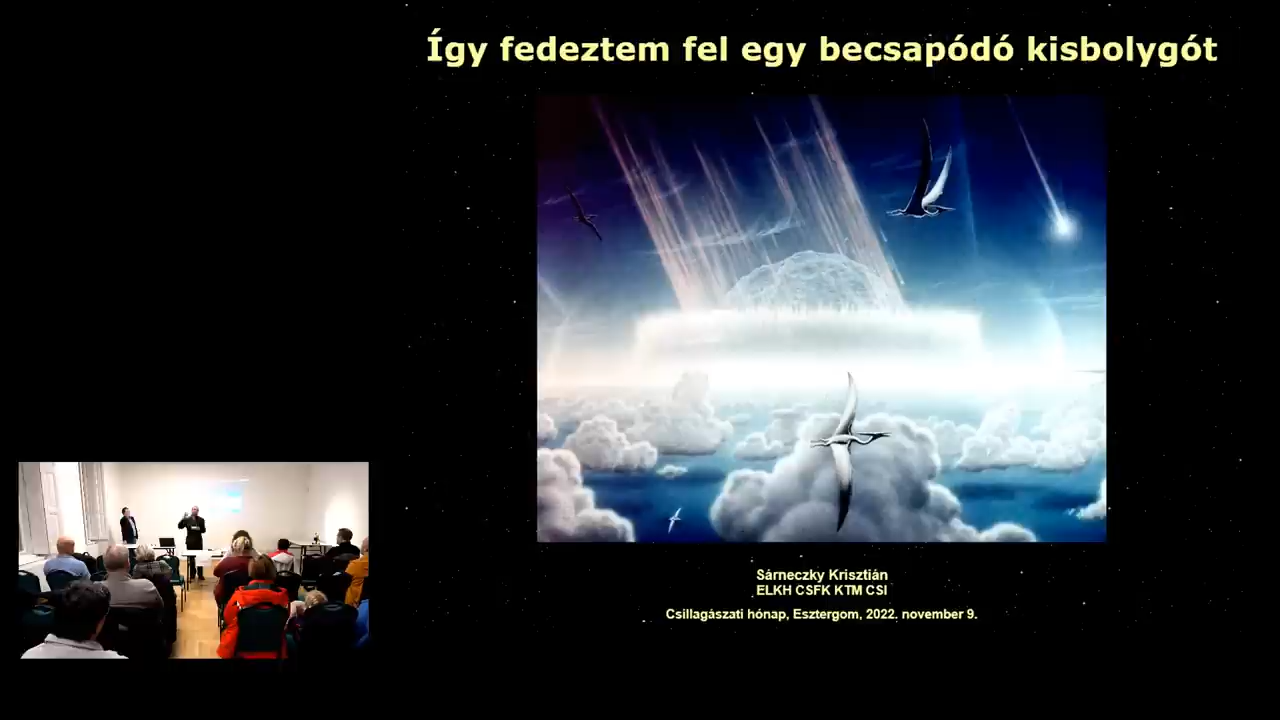 Így fedeztem fel egy becsapódó kisbolygót
Sárneczky Krisztián
ELKH CSFK KTM CSI
Csillagászati hónap, Esztergom, 2022. november 9.